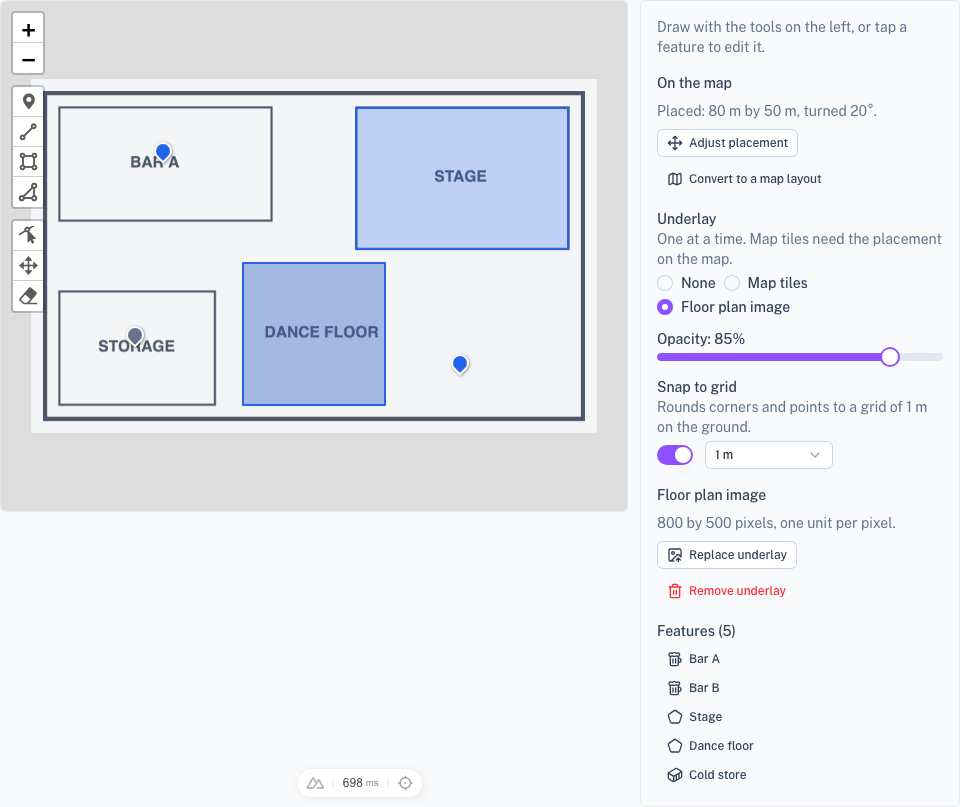 +
−
BAR A
STAGE
STORAGE
DANCE FLOOR
698 ms
Draw with the tools on the left, or tap a
feature to edit it.
On the map
Placed: 80 m by 50 m, turned 20°.
Adjust placement
Convert to a map layout
Underlay
One at a time. Map tiles need the placement
on the map.
None Map tiles
Floor plan image
Opacity: 85%
Snap to grid
Rounds corners and points to a grid of 1 m
on the ground.
1 m
Floor plan image
800 by 500 pixels, one unit per pixel.
Replace underlay
Remove underlay
Features (5)
Bar A
Bar B
Stage
Dance floor
Cold store